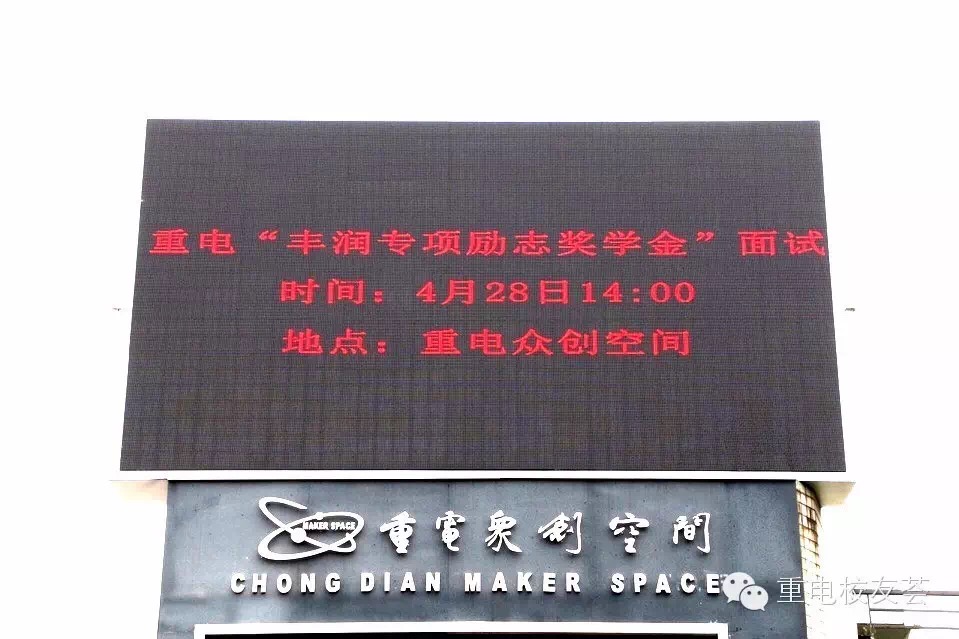 重电“丰润专项励志奖学金”面试
时间：4月28日14:00
地点：重电众创空间
MAKER SPACE
重電眾創空間
CHONG DIAN MAKER SPACE
重电校友荟